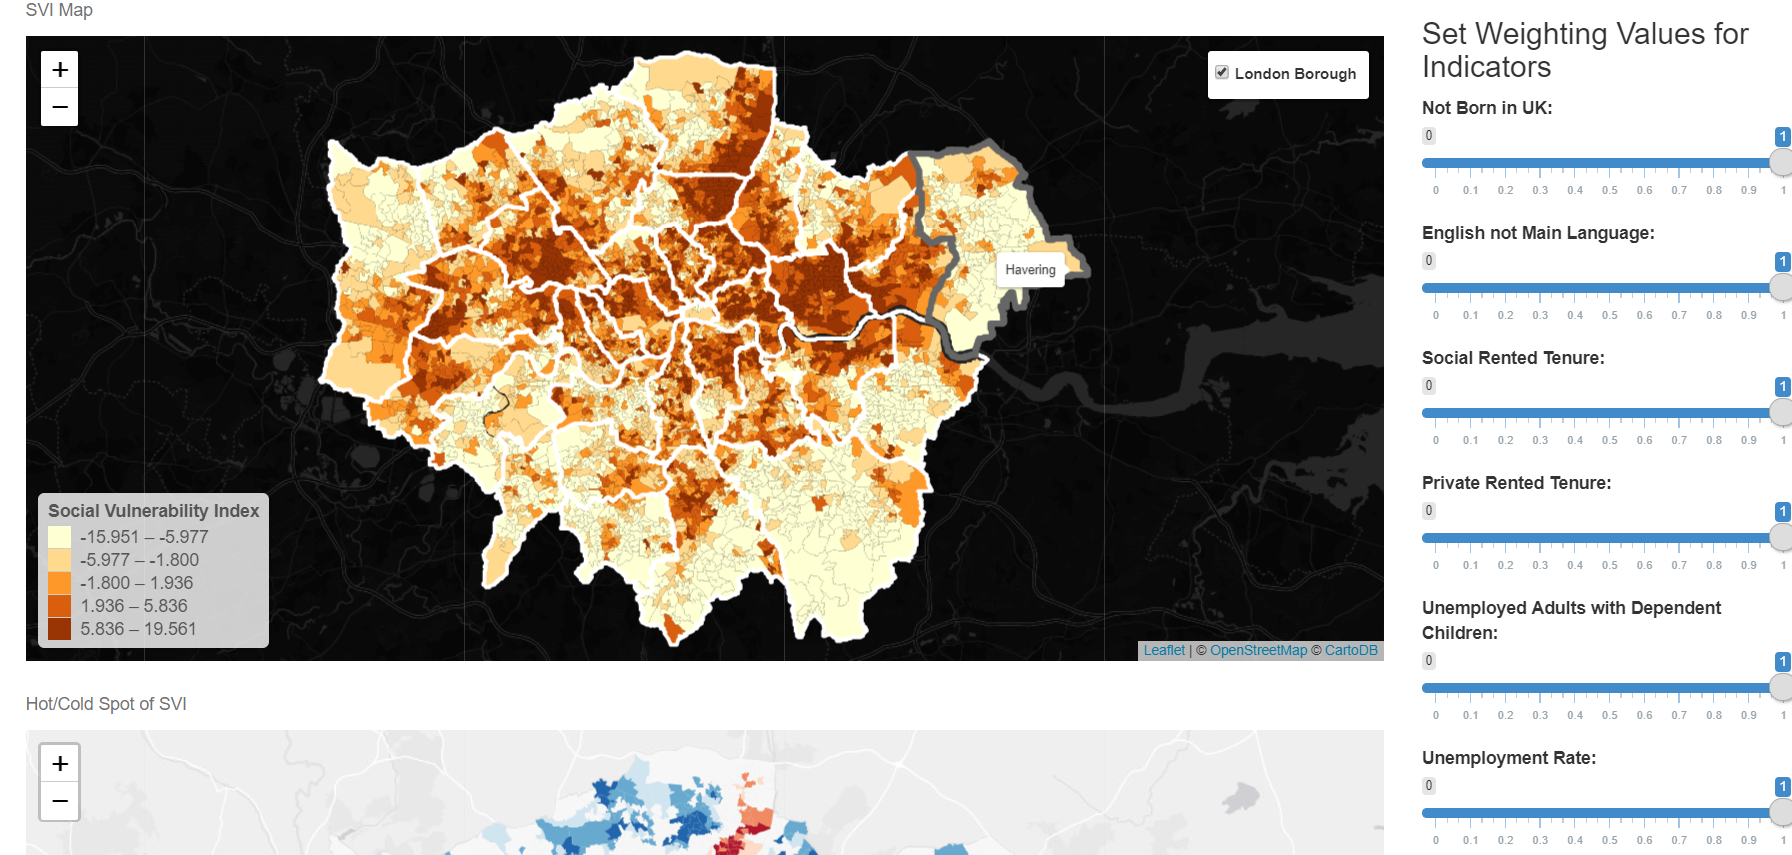 SVI Map
+
−
London Borough
Havering
Social Vulnerability Index
-15.951 – -5.977
-5.977 – -1.800
-1.800 – 1.936
1.936 – 5.836
5.836 – 19.561
Leaflet | © OpenStreetMap © CartoDB
Hot/Cold Spot of SVI
+
−
Set Weighting Values for
Indicators
Not Born in UK:
0 1
0 0.1 0.2 0.3 0.4 0.5 0.6 0.7 0.8 0.9 1
English not Main Language:
0 1
0 0.1 0.2 0.3 0.4 0.5 0.6 0.7 0.8 0.9 1
Social Rented Tenure:
0 1
0 0.1 0.2 0.3 0.4 0.5 0.6 0.7 0.8 0.9 1
Private Rented Tenure:
0 1
0 0.1 0.2 0.3 0.4 0.5 0.6 0.7 0.8 0.9 1
Unemployed Adults with Dependent
Children:
0 1
0 0.1 0.2 0.3 0.4 0.5 0.6 0.7 0.8 0.9 1
Unemployment Rate:
0 1
0 0.1 0.2 0.3 0.4 0.5 0.6 0.7 0.8 0.9 1